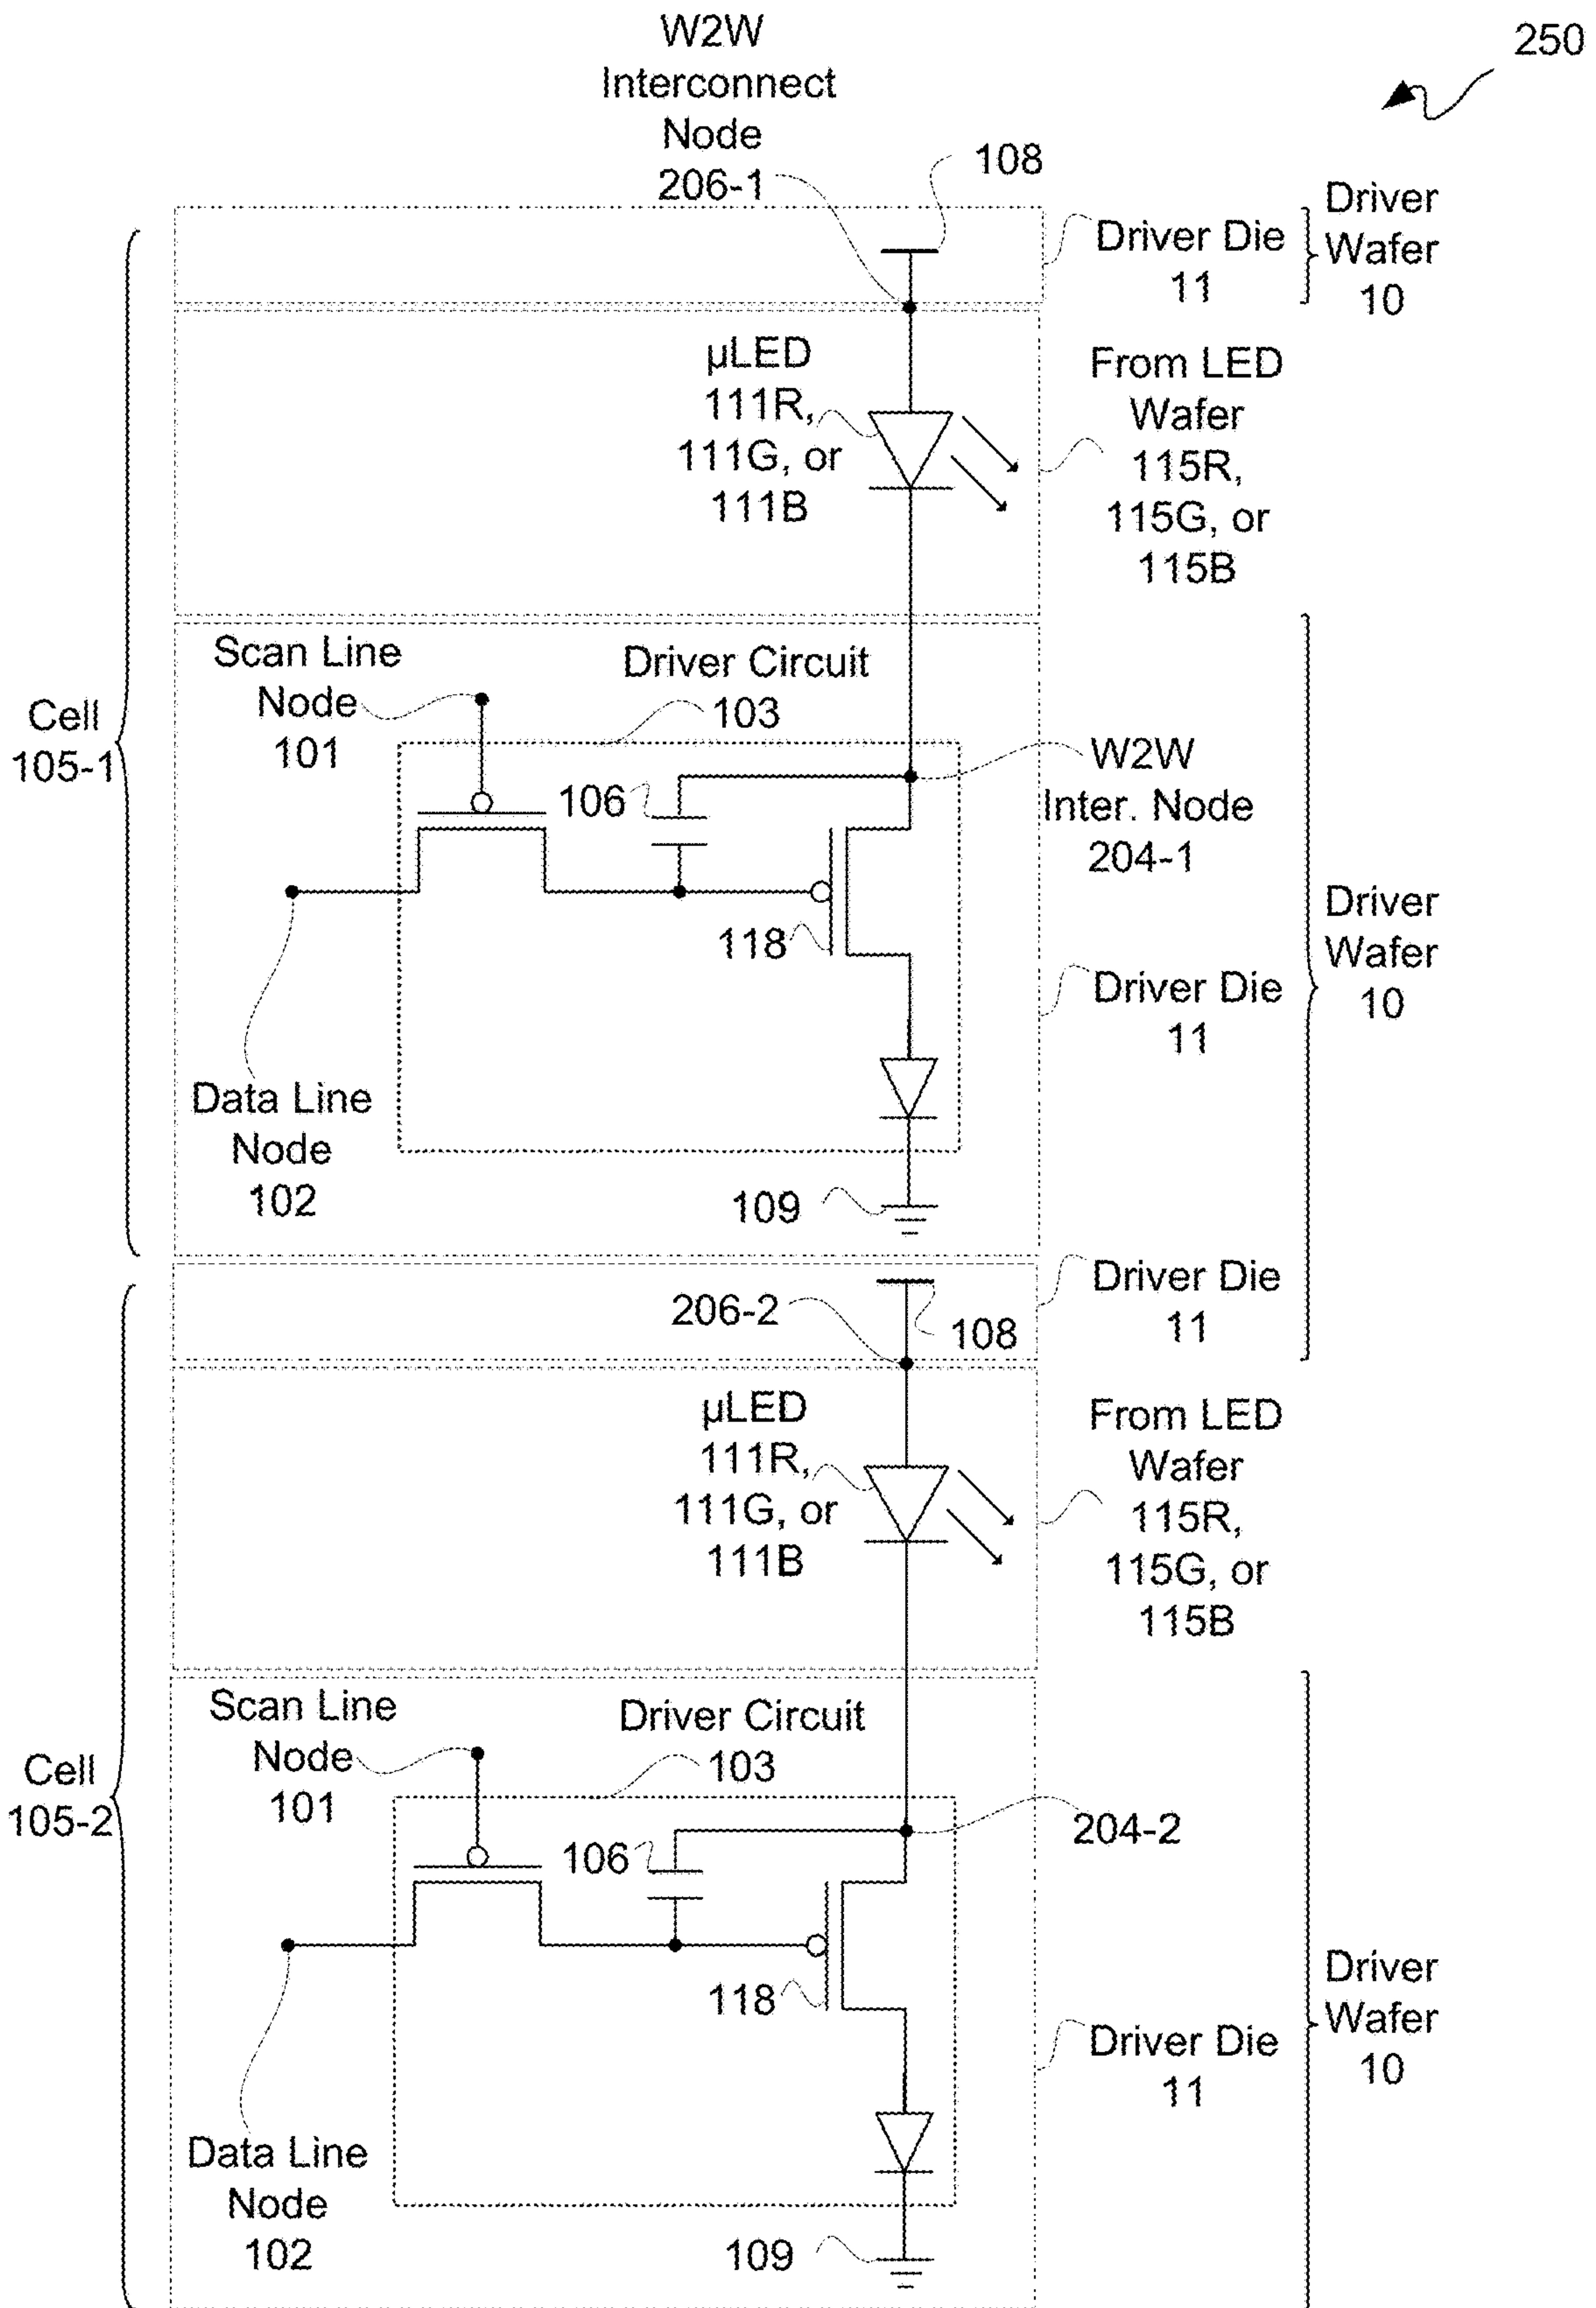 250
W2W
Interconnect
Node
206-1
108
Driver Die
11
Driver
Wafer
10
µLED
111R,
111G, or
111B
From LED
Wafer
115R,
115G, or
115B
Cell
105-1
Scan Line
Node
101
Driver Circuit
103
106
W2W
Inter. Node
204-1
118
Driver Die
11
Driver
Wafer
10
Data Line
Node
102
109
206-2
108
Driver Die
11
µLED
111R,
111G, or
111B
From LED
Wafer
115R,
115G, or
115B
Cell
105-2
Scan Line
Node
101
Driver Circuit
103
106
204-2
118
Driver Die
11
Driver
Wafer
10
Data Line
Node
102
109